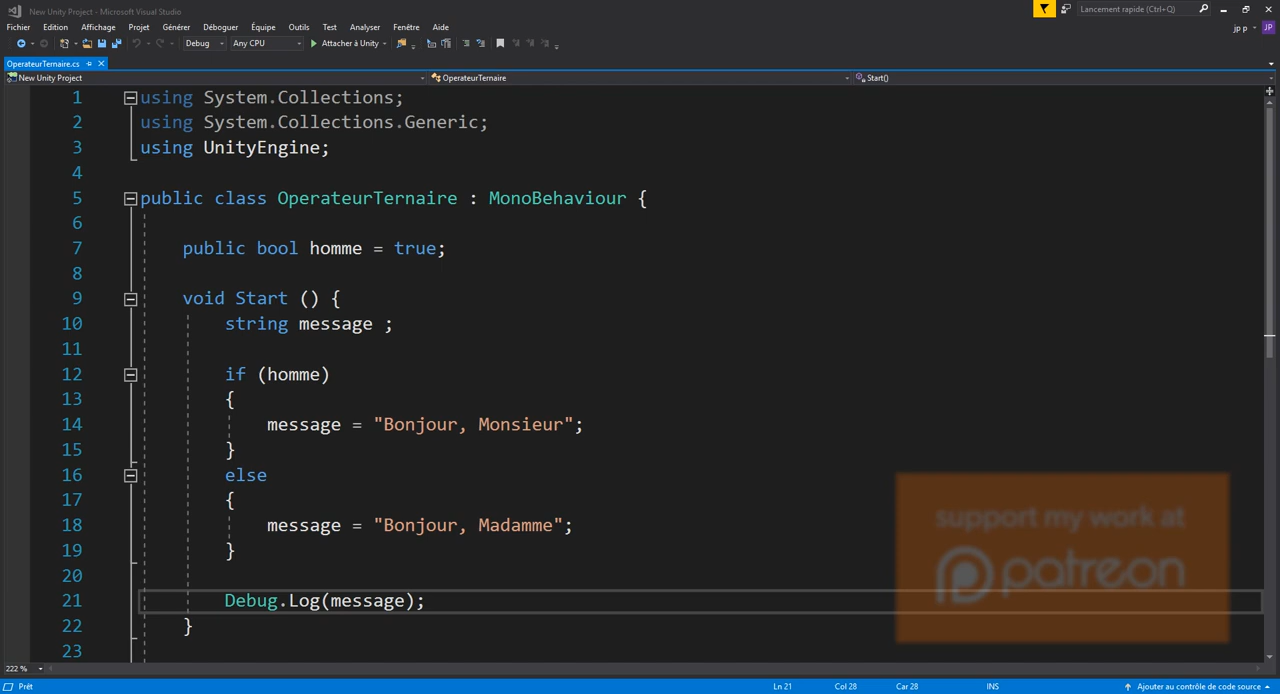 New Unity Project - Microsoft Visual Studio
Lancement rapide (Ctrl+Q)
Fichier Edition Affichage Projet Générer Déboguer Équipe Outils Test Analyser Fenêtre Aide
jp p JP
Debug Any CPU Attacher à Unity
OperateurTernaire.cs
New Unity Project OperateurTernaire Start()
1 using System.Collections;
2 using System.Collections.Generic;
3 using UnityEngine;
4
5 public class OperateurTernaire : MonoBehaviour {
6
7 public bool homme = true;
8
9 void Start () {
10 string message ;
11
12 if (homme)
13 {
14 message = "Bonjour, Monsieur";
15 }
16 else
17 {
18 message = "Bonjour, Madamme";
19 }
20
21 Debug.Log(message);
22 }
23
support my work at
patreon
222 %
Prêt Ln 21 Col 28 Car 28 INS Ajouter au contrôle de code source